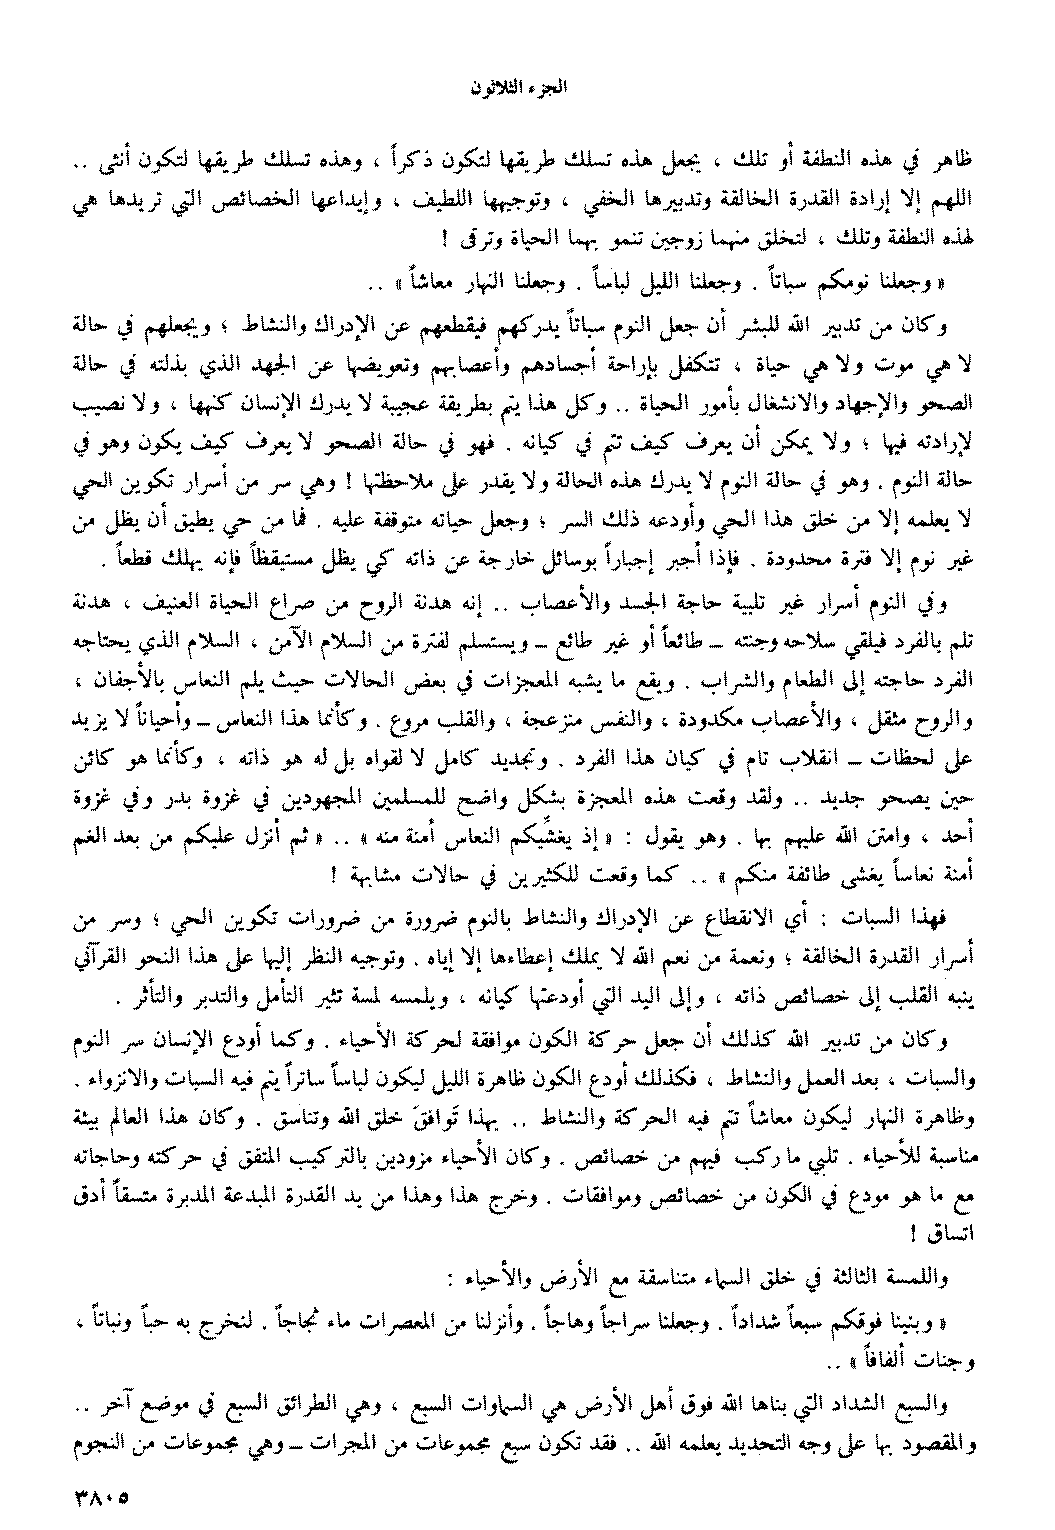 الجزء الثلاثون
ظاهر في هذه النطفة أو تلك ، يجعل هذه تسلك طريقها لتكون ذكراً ، وهذه تسلك طريقها لتكون أنثى ..
اللهم إلا إرادة القدرة الخالقة وتدبيرها الخفي ، وتوجيهها اللطيف ، وإيداعها الخصائص التي تريدها هي
لهذه النطفة وتلك ، لتخلق منهما زوجين تنمو بهما الحياة وترقى !
« وجعلنا نومكم سباتاً . وجعلنا الليل لباساً . وجعلنا النهار معاشاً » ..
وكان من تدبير الله للبشر أن جعل النوم سباتاً يدركهم فيقطعهم عن الإدراك والنشاط ؛ ويجعلهم في حالة
لا هي موت ولا هي حياة ، تتكفل بإراحة أجسادهم وأعصابهم وتعويضها عن الجهد الذي بذلته في حالة
الصحو والإجهاد والانشغال بأمور الحياة .. وكل هذا يتم بطريقة عجيبة لا يدرك الإنسان كنهها ، ولا نصيب
لإرادته فيها ؛ ولا يمكن أن يعرف كيف تتم في كيانه . فهو في حالة الصحو لا يعرف كيف يكون وهو في
حالة النوم . وهو في حالة النوم لا يدرك هذه الحالة ولا يقدر على ملاحظتها ! وهي سر من أسرار تكوين الحي
لا يعلمه إلا من خلق هذا الحي وأودعه ذلك السر ؛ وجعل حياته متوقفة عليه . فما من حي يطيق أن يظل من
غير نوم إلا فترة محدودة . فإذا أجبر إجباراً بوسائل خارجة عن ذاته كي يظل مستيقظاً فإنه يهلك قطعاً .
وفي النوم أسرار غير تلبية حاجة الجسد والأعصاب .. إنه هدنة الروح من صراع الحياة العنيف ، هدنة
تلم بالفرد فيلقي سلاحه وجنته – طائعاً أو غير طائع – ويستسلم لفترة من السلام الآمن ، السلام الذي يحتاجه
الفرد حاجته إلى الطعام والشراب . ويقع ما يشبه المعجزات في بعض الحالات حيث يلم النعاس بالأجفان ،
والروح مثقل ، والأعصاب مكدودة ، والنفس منزعجة ، والقلب مروع . وكأنما هذا النعاس – وأحياناً لا يزيد
على لحظات – انقلاب تام في كيان هذا الفرد . وتجديد كامل لا لقواه بل له هو ذاته ، وكأنما هو كائن
حين يصحو جديد .. ولقد وقعت هذه المعجزة بشكل واضح للمسلمين المجهودين في غزوة بدر وفي غزوة
أحد ، وامتن الله عليهم بها . وهو يقول : « إذ يغشِّيكم النعاس أمنة منه » .. « ثم أنزل عليكم من بعد الغم
أمنة نعاساً يغشى طائفة منكم » .. كما وقعت للكثيرين في حالات مشابهة !
فهذا السبات : أي الانقطاع عن الإدراك والنشاط بالنوم ضرورة من ضرورات تكوين الحي ؛ وسر من
أسرار القدرة الخالقة ؛ ونعمة من نعم الله لا يملك إعطاءها إلا إياه . وتوجيه النظر إليها على هذا النحو القرآني
ينبه القلب إلى خصائص ذاته ، وإلى اليد التي أودعتها كيانه ، ويلمسه لمسة تثير التأمل والتدبر والتأثر .
وكان من تدبير الله كذلك أن جعل حركة الكون موافقة لحركة الأحياء . وكما أودع الإنسان سر النوم
والسبات ، بعد العمل والنشاط ، فكذلك أودع الكون ظاهرة الليل ليكون لباساً ساتراً يتم فيه السبات والانزواء .
وظاهرة النهار ليكون معاشاً تتم فيه الحركة والنشاط .. بهذا تَوافقَ خلق الله وتناسق . وكان هذا العالم بيئة
مناسبة للأحياء . تلبي ما ركب فيهم من خصائص . وكان الأحياء مزودين بالتركيب المتفق في حركته وحاجاته
مع ما هو مودع في الكون من خصائص وموافقات . وخرج هذا وهذا من يد القدرة المبدعة المدبرة متسقاً أدق
اتساق !
واللمسة الثالثة في خلق السماء متناسقة مع الأرض والأحياء :
« وبنينا فوقكم سبعاً شداداً . وجعلنا سراجاً وهاجاً . وأنزلنا من المعصرات ماء ثجاجاً . لنخرج به حباً ونباتاً ،
وجنات ألفافاً » ..
والسبع الشداد التي بناها الله فوق أهل الأرض هي السماوات السبع ، وهي الطرائق السبع في موضع آخر ..
والمقصود بها على وجه التحديد يعلمه الله .. فقد تكون سبع مجموعات من المجرات – وهي مجموعات من النجوم
٣٨٠٥